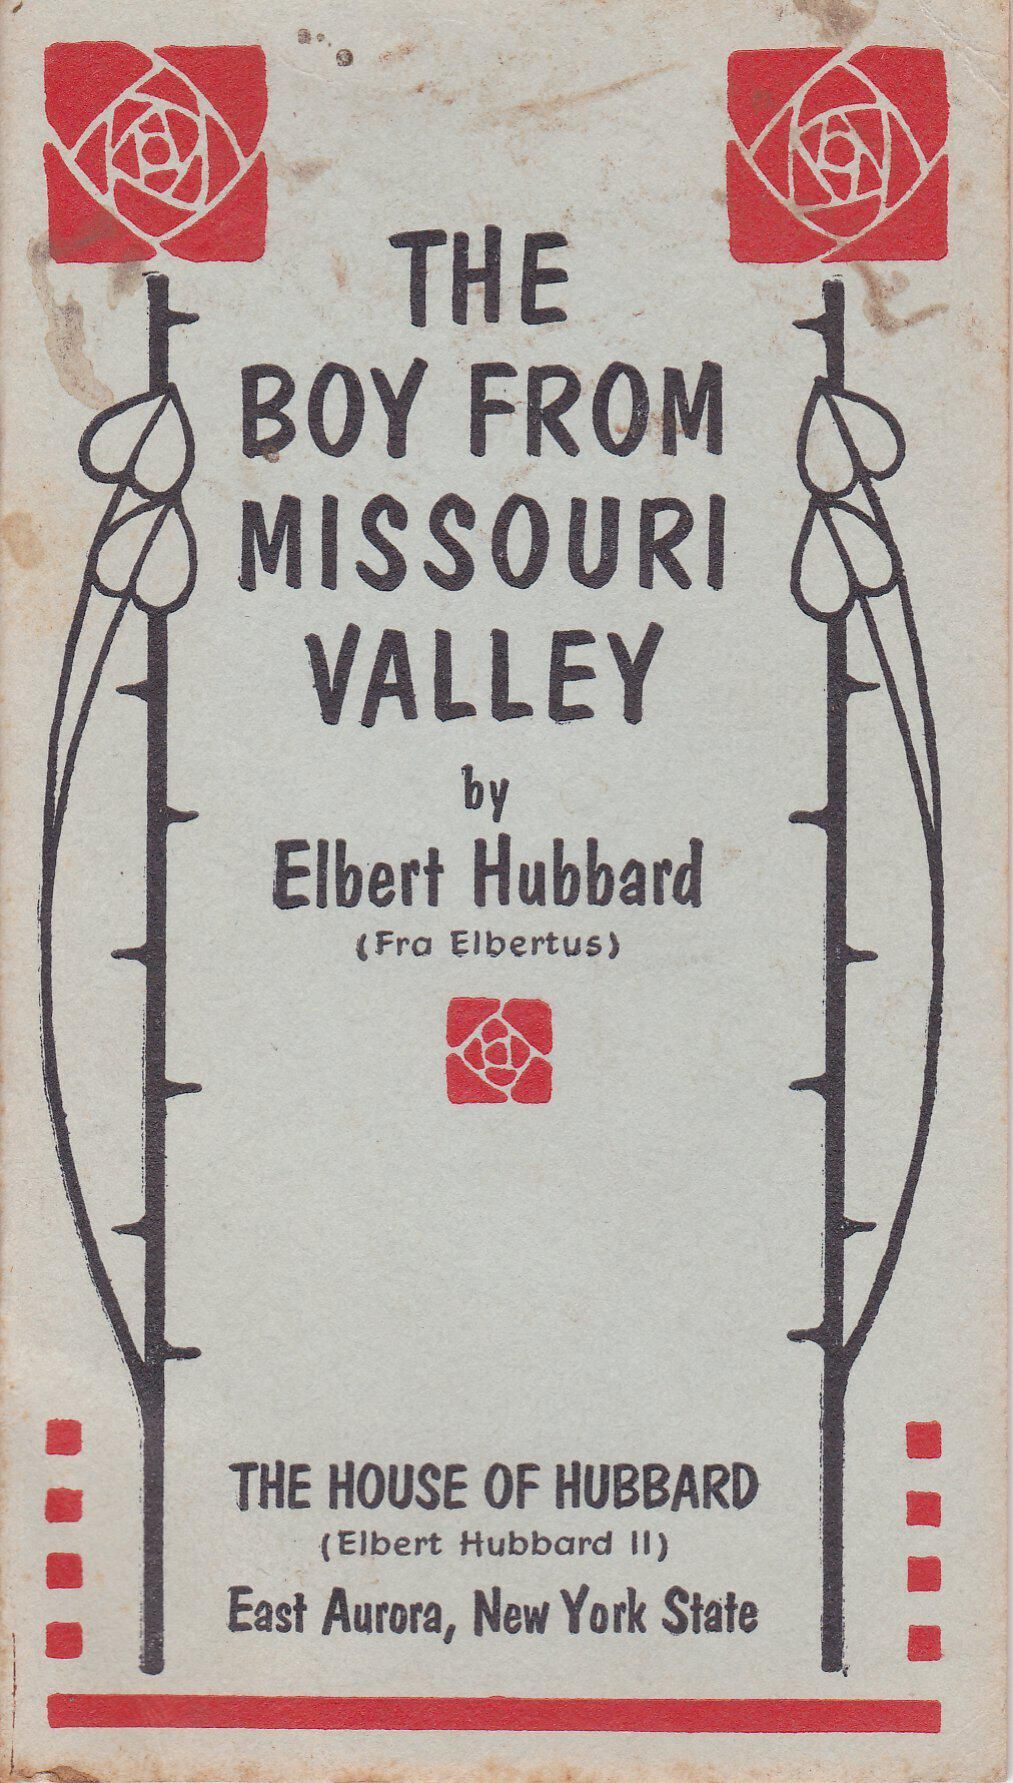 THE
BOY FROM
MISSOURI
VALLEY
by
Elbert Hubbard
(Fra Elbertus)
THE HOUSE OF HUBBARD
(Elbert Hubbard II)
East Aurora, New York State